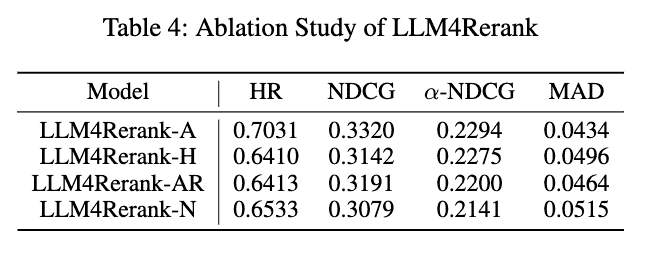 Table 4: Ablation Study of LLM4Rerank
Model HR NDCG α-NDCG MAD
LLM4Rerank-A 0.7031 0.3320 0.2294 0.0434
LLM4Rerank-H 0.6410 0.3142 0.2275 0.0496
LLM4Rerank-AR 0.6413 0.3191 0.2200 0.0464
LLM4Rerank-N 0.6533 0.3079 0.2141 0.0515